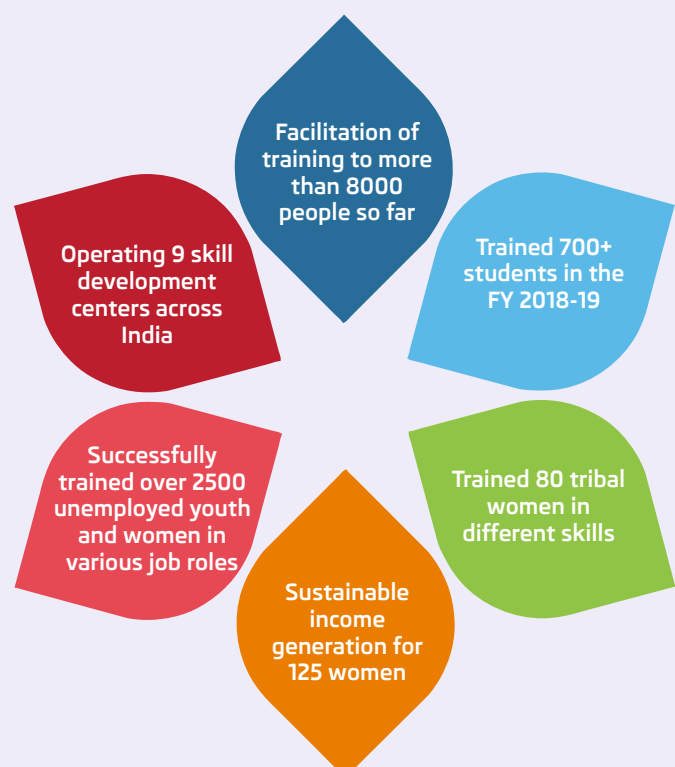 Facilitation of
training to more
than 8000
people so far
Trained 700+
students in the
FY 2018-19
Trained 80 tribal
women in
different skills
Sustainable
income
generation for
125 women
Successfully
trained over 2500
unemployed youth
and women in
various job roles
Operating 9 skill
development
centers across
India